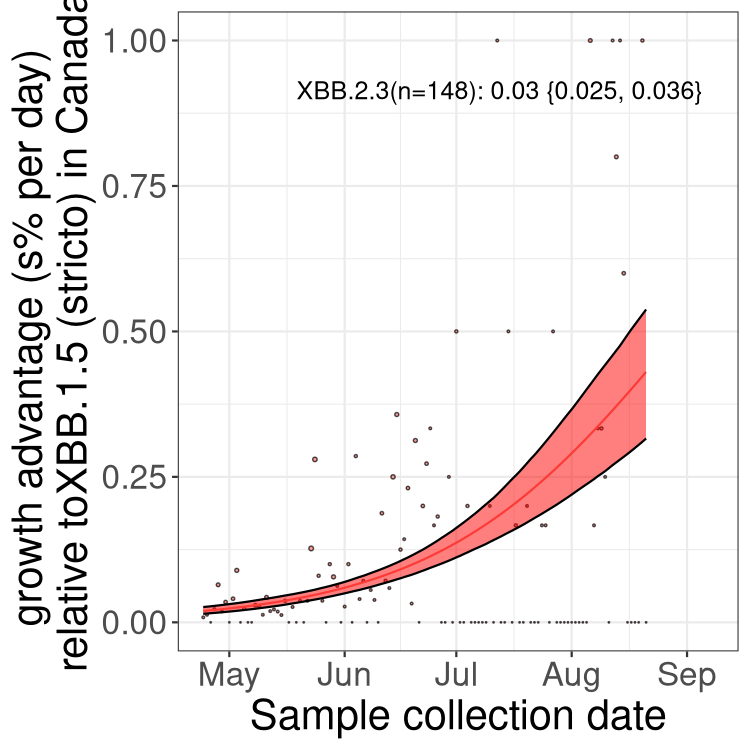 growth advantage (s% per day)
relative toXBB.1.5 (stricto) in Canada
1.00
XBB.2.3(n=148): 0.03 {0.025, 0.036}
0.75
0.50
0.25
0.00
May Jun Jul Aug Sep
Sample collection date